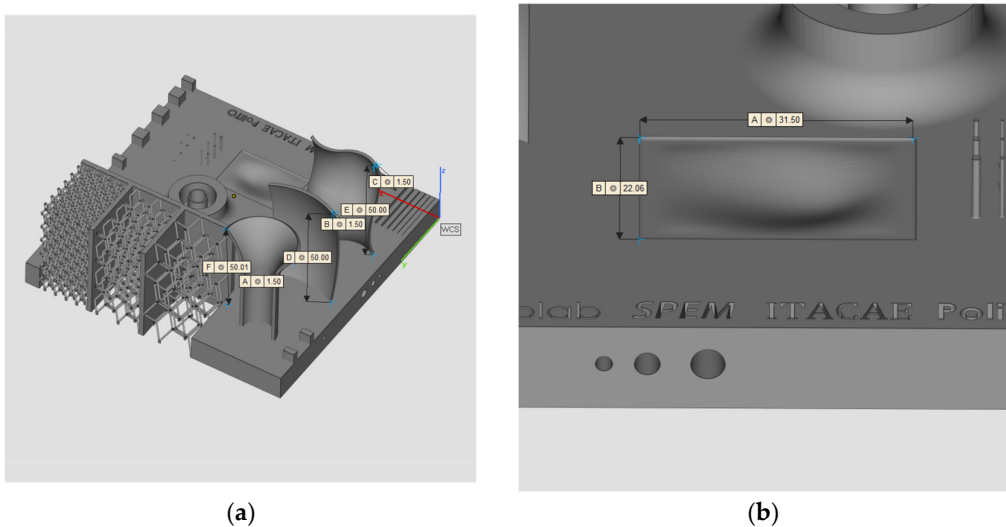 M ITACAE PoliTO
z
C 1.50
E 50.00
B 1.50
WCS
y
D 50.00
F 50.01
A 1.50
(a)
A 31.50
B 22.06
olab SPEM ITACAE Poli
(b)